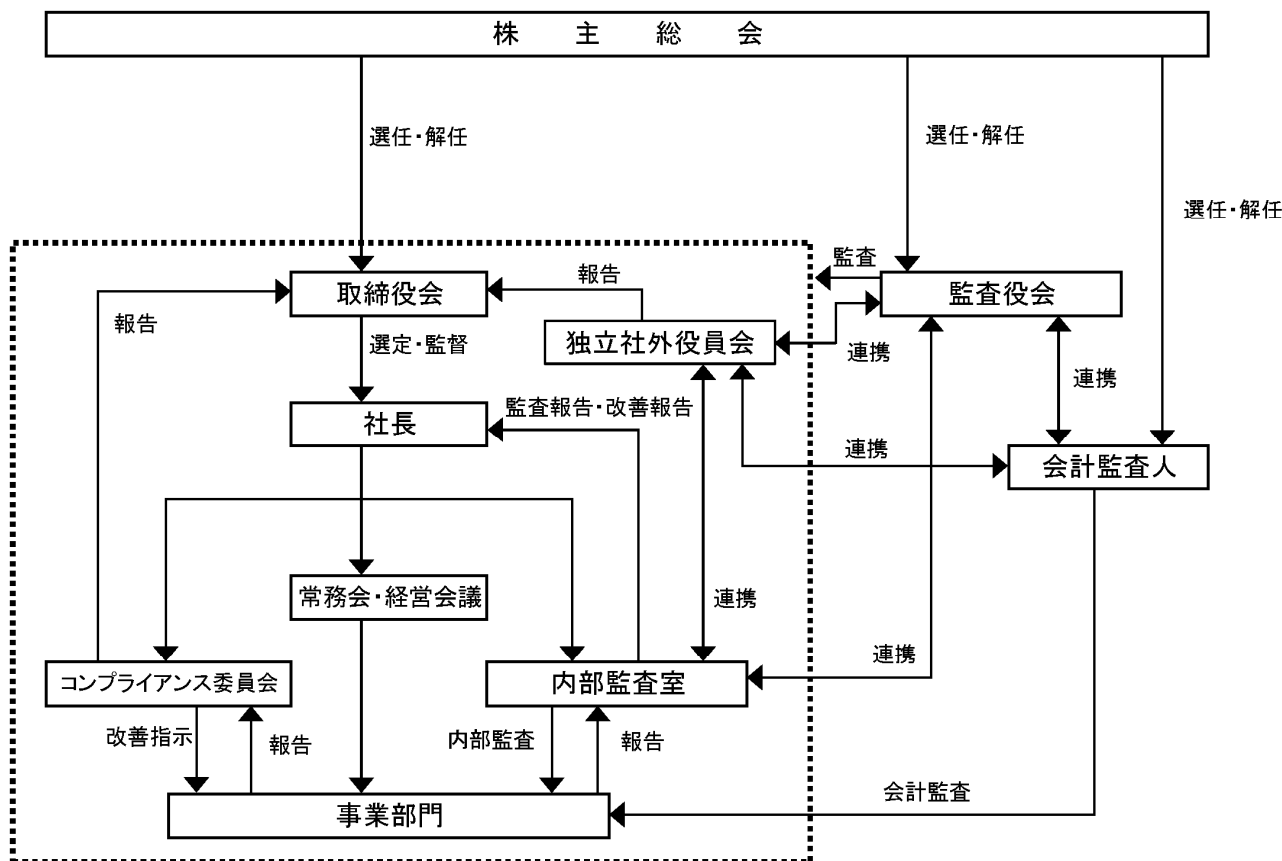 株主総会
選任・解任
選任・解任
選任・解任
監査
取締役会
報告
監査役会
報告
独立社外役員会
選定・監督
連携
連携
社長
監査報告・改善報告
連携
会計監査人
常務会・経営会議
連携
連携
コンプライアンス委員会
内部監査室
改善指示
報告
内部監査
報告
会計監査
事業部門